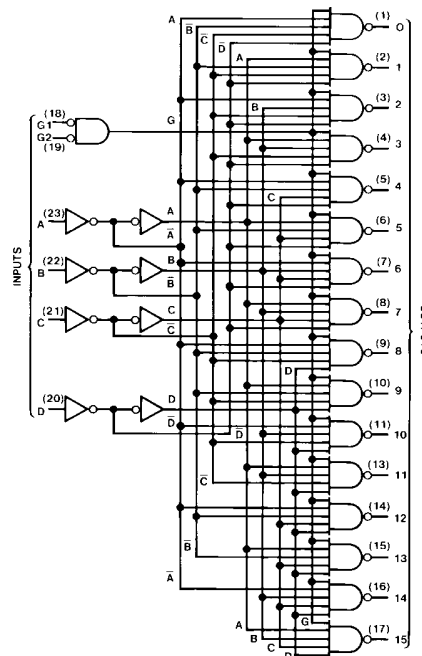 A
(1)
0
B̄
C̄
D̄
A
(2)
1
(3)
2
B
(18)
G1
G2
(19)
G
(4)
3
(5)
4
C
(23)
A
A
Ā
(6)
5
(22)
B
B
B̄
(7)
6
(21)
C
C
C̄
(8)
7
INPUTS
(9)
8
D
(10)
9
(20)
D
D
D̄
D̄
(11)
10
C̄
(13)
11
(14)
12
B̄
(15)
13
Ā
(16)
14
G
A
B
C
D
(17)
15